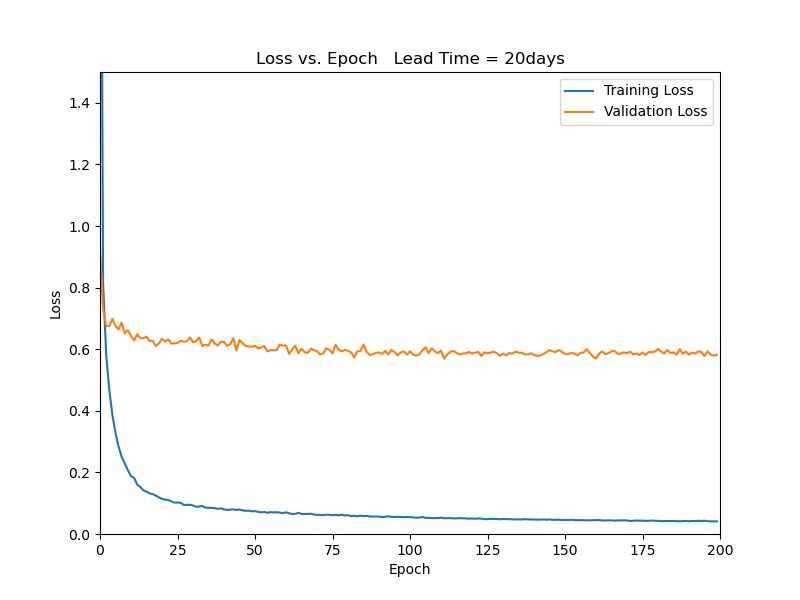 Loss vs. Epoch   Lead Time = 20days
Training Loss
Validation Loss
Loss
1.4
1.2
1.0
0.8
0.6
0.4
0.2
0.0
0 25 50 75 100 125 150 175 200
Epoch